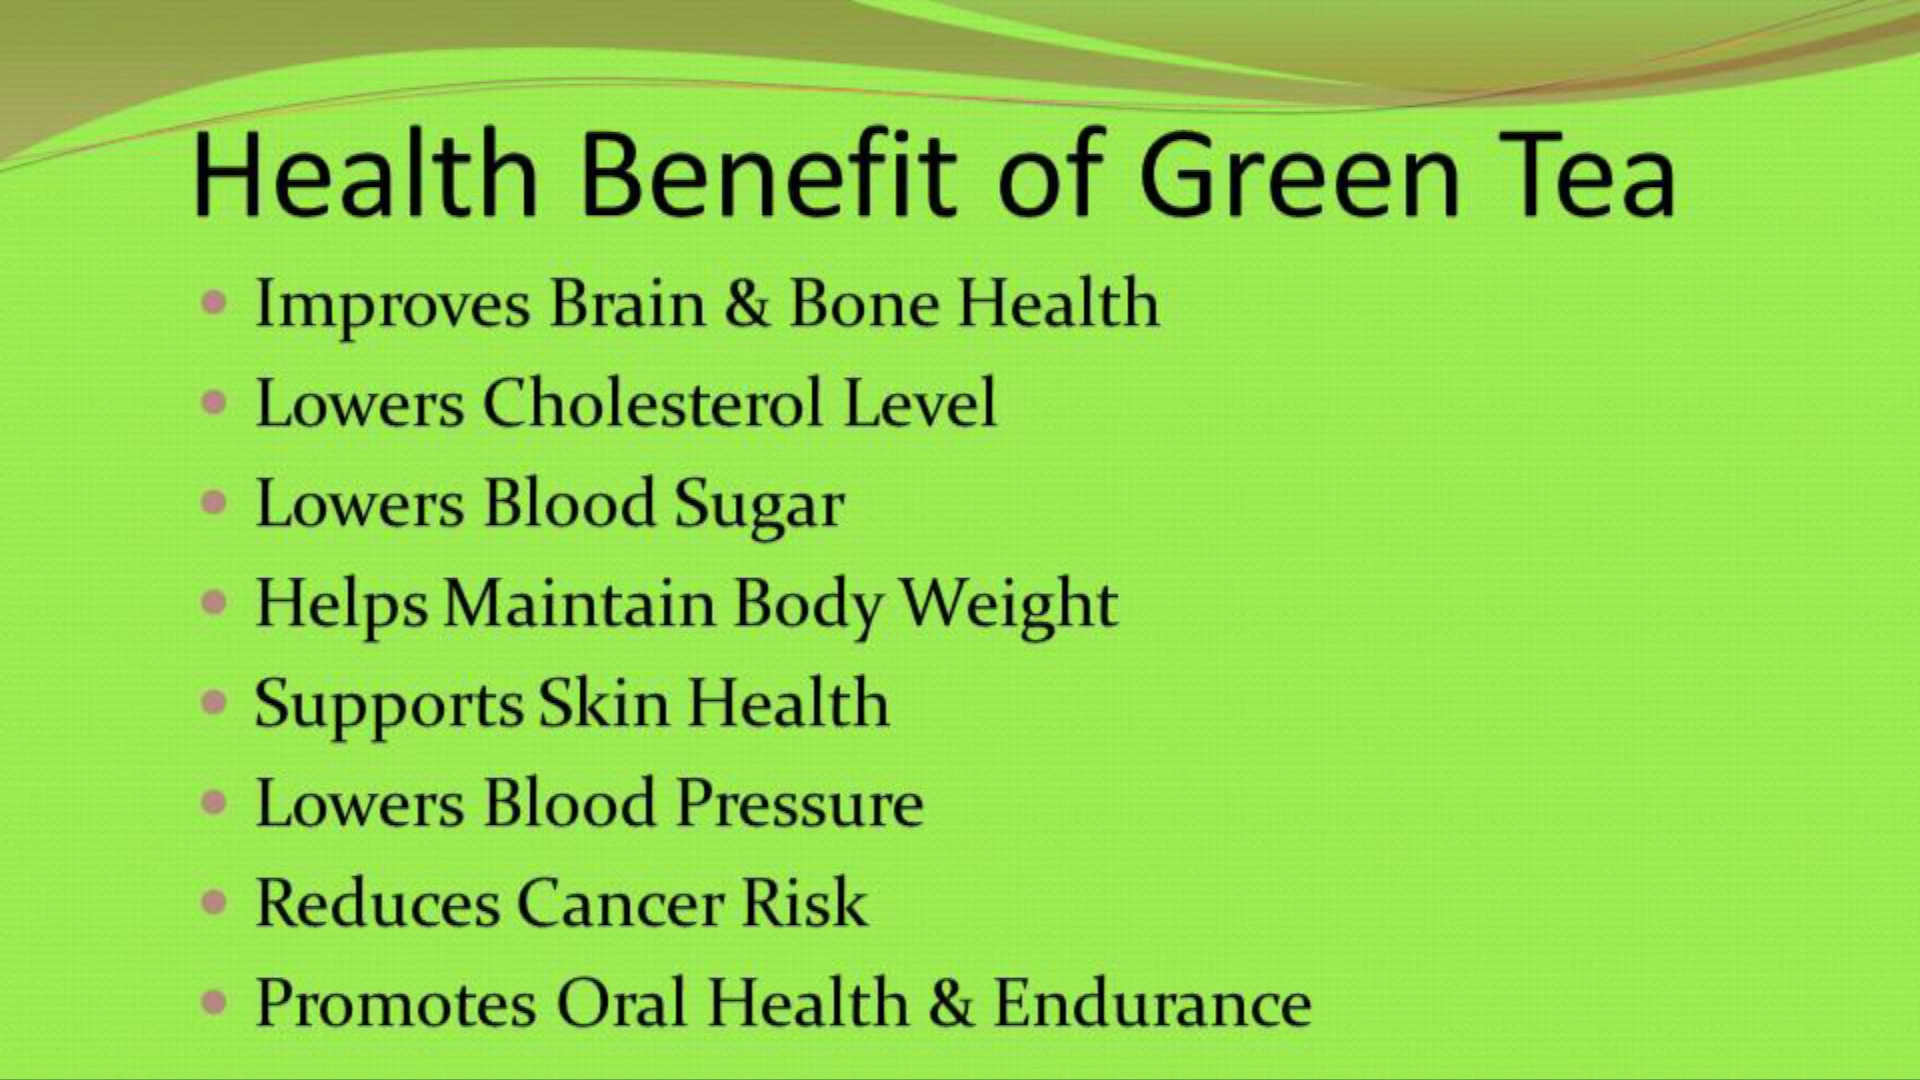 Health Benefit of Green Tea
• Improves Brain & Bone Health
• Lowers Cholesterol Level
• Lowers Blood Sugar
• Helps Maintain Body Weight
• Supports Skin Health
• Lowers Blood Pressure
• Reduces Cancer Risk
• Promotes Oral Health & Endurance